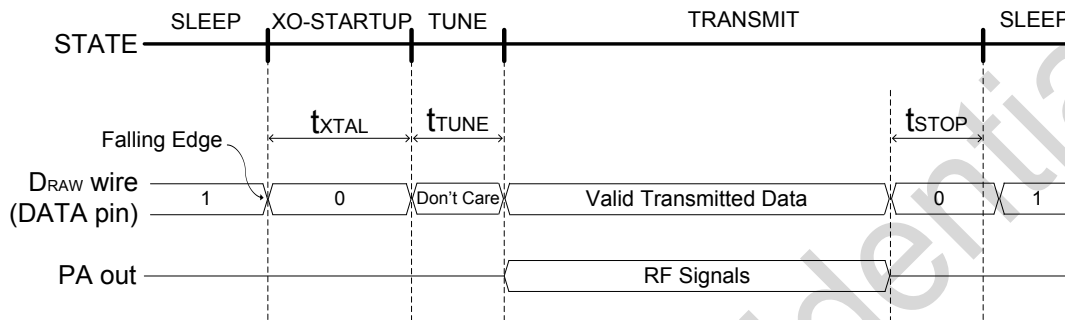 SLEEP XO-STARTUP TUNE TRANSMIT SLEEP
STATE
tXTAL tTUNE tSTOP
Falling Edge
DRAW wire
(DATA pin)
1 0 Don't Care Valid Transmitted Data 0 1
PA out
RF Signals